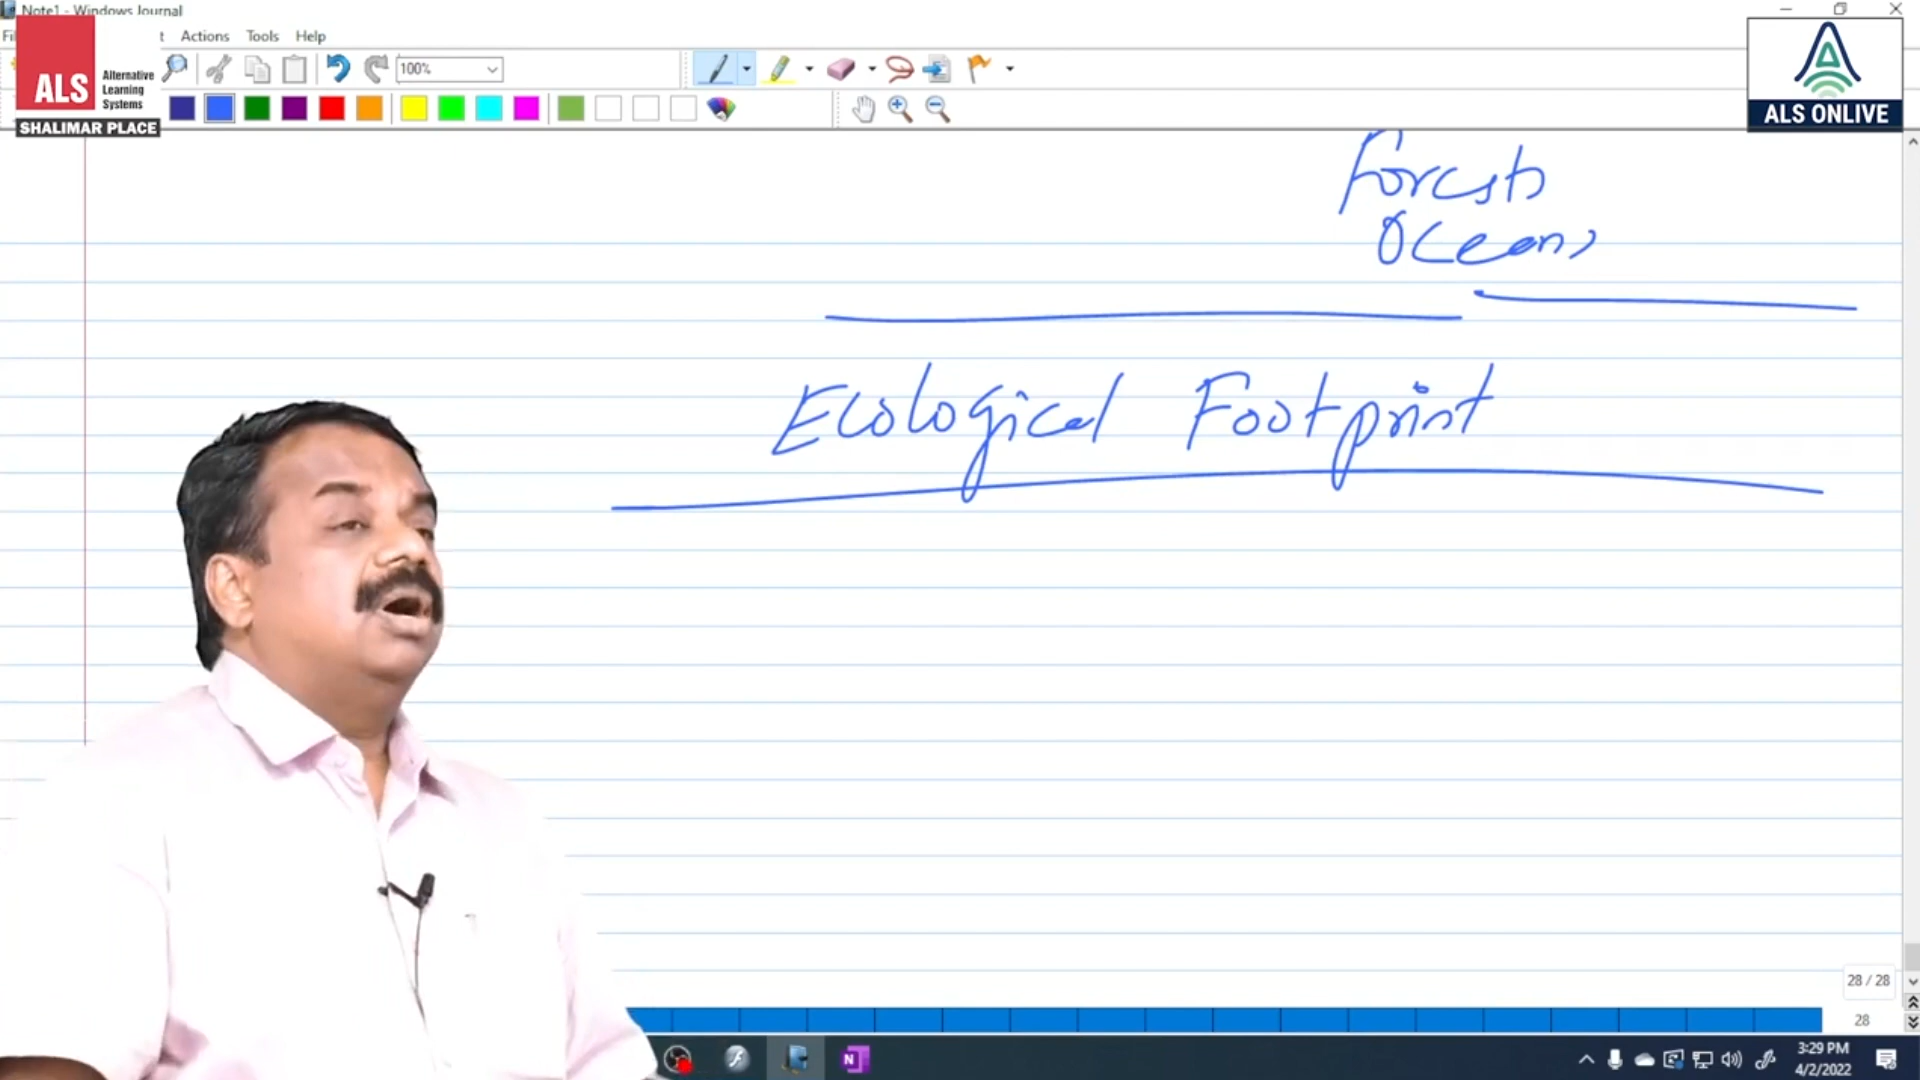 Note1 - Windows Journal
Actions Tools Help
100%
ALS
Alternative
Learning
Systems
SHALIMAR PLACE
ALS ONLIVE
Forests
Oceans
Ecological Footprint
28 / 28
28
N
3:29 PM
4/2/2022